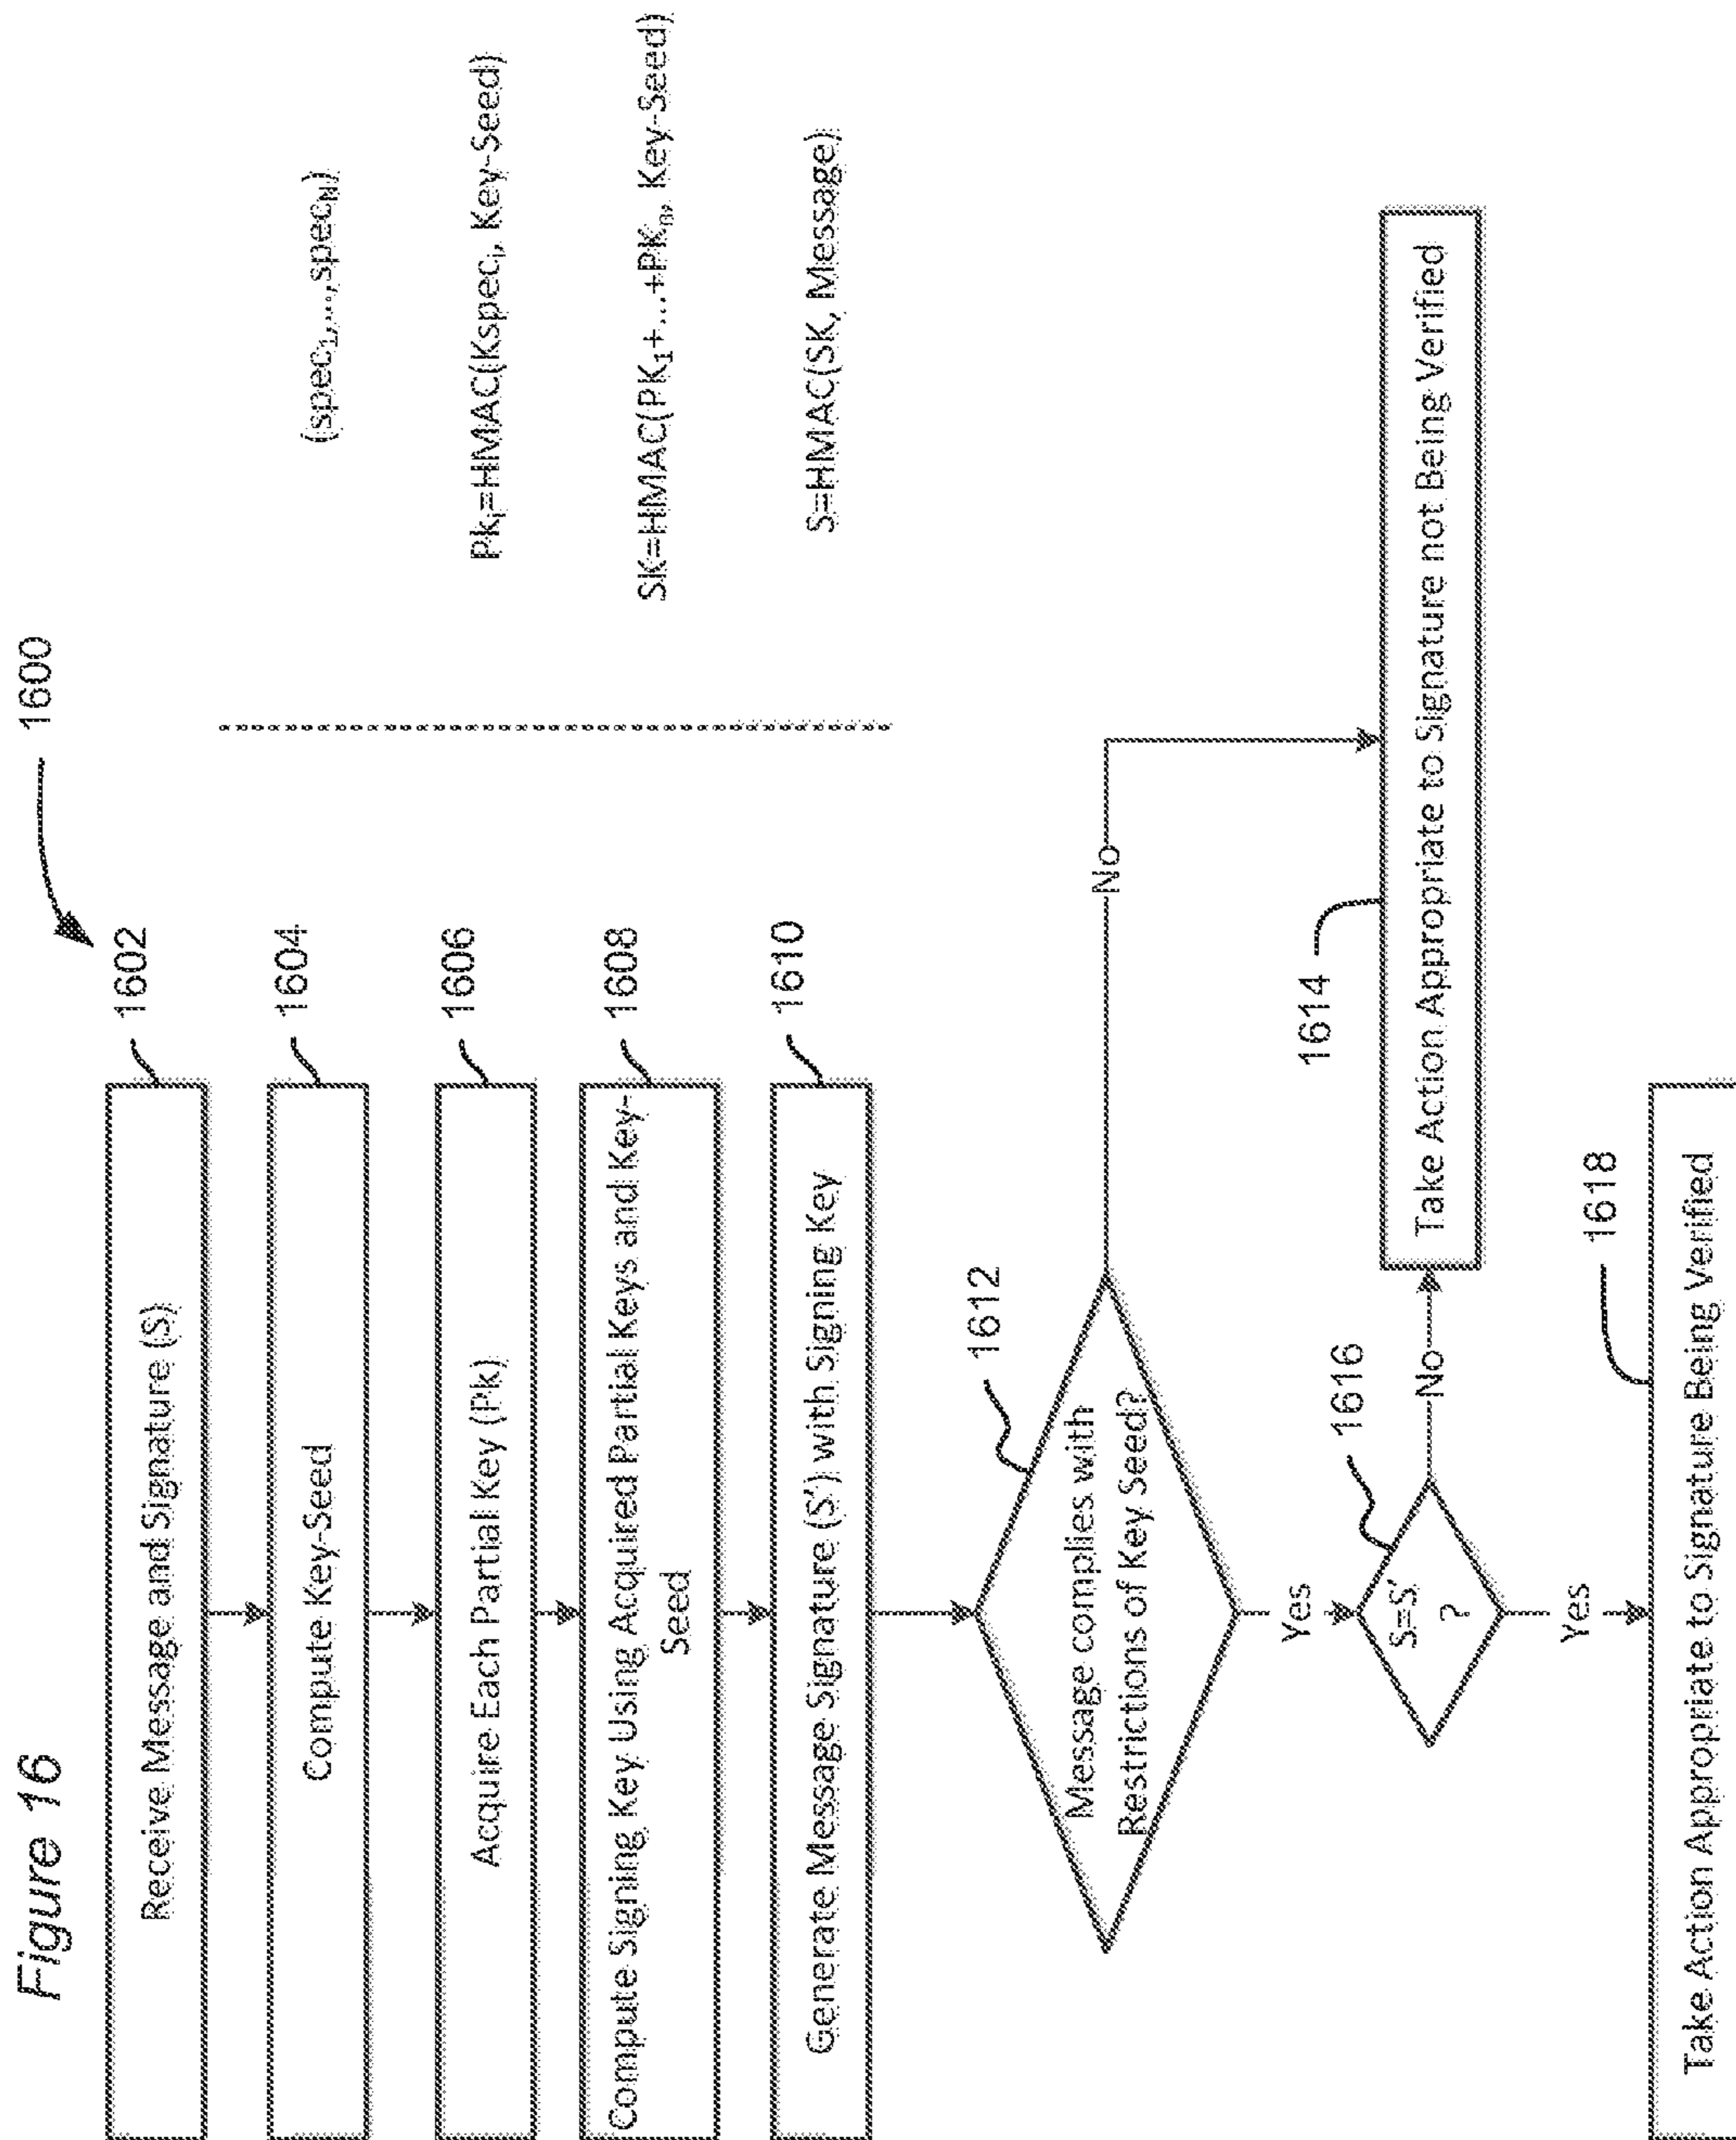 Figure 16
1600
Receive Message and Signature (S)
1602
Compute Key-Seed
1604
(spec₁,...,specN)
Acquire Each Partial Key (Pk)
1606
Pkᵢ=HMAC(Kspecᵢ, Key-Seed)
Compute Signing Key Using Acquired Partial Keys and Key-
Seed
1608
SK=HMAC(PK₁+...+PKₙ, Key-Seed)
Generate Message Signature (S') with Signing Key
1610
S=HMAC(SK, Message)
1612
Message complies with
Restrictions of Key Seed?
No
Yes
1614
Take Action Appropriate to Signature not Being Verified
1616
S=S'
?
No
Yes
1618
Take Action Appropriate to Signature Being Verified